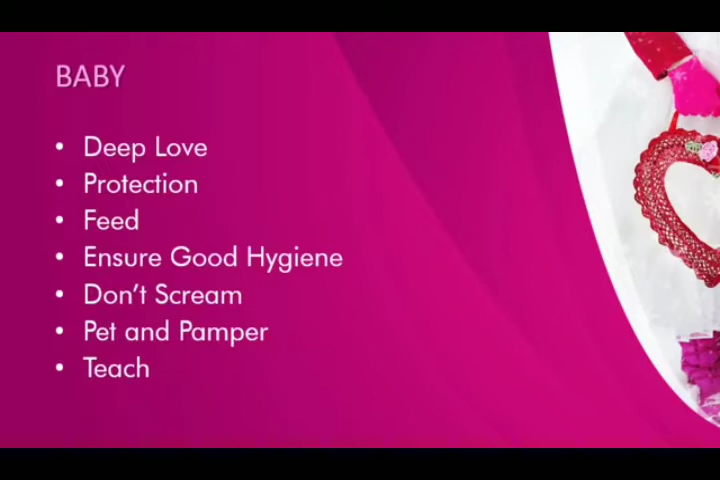 BABY
• Deep Love
• Protection
• Feed
• Ensure Good Hygiene
• Don’t Scream
• Pet and Pamper
• Teach